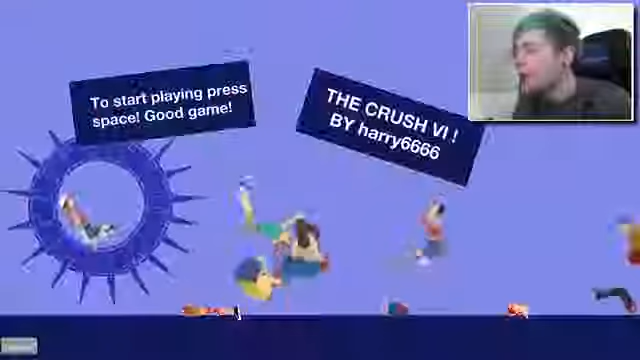 To start playing press
space! Good game!
THE CRUSH VI !
BY harry6666